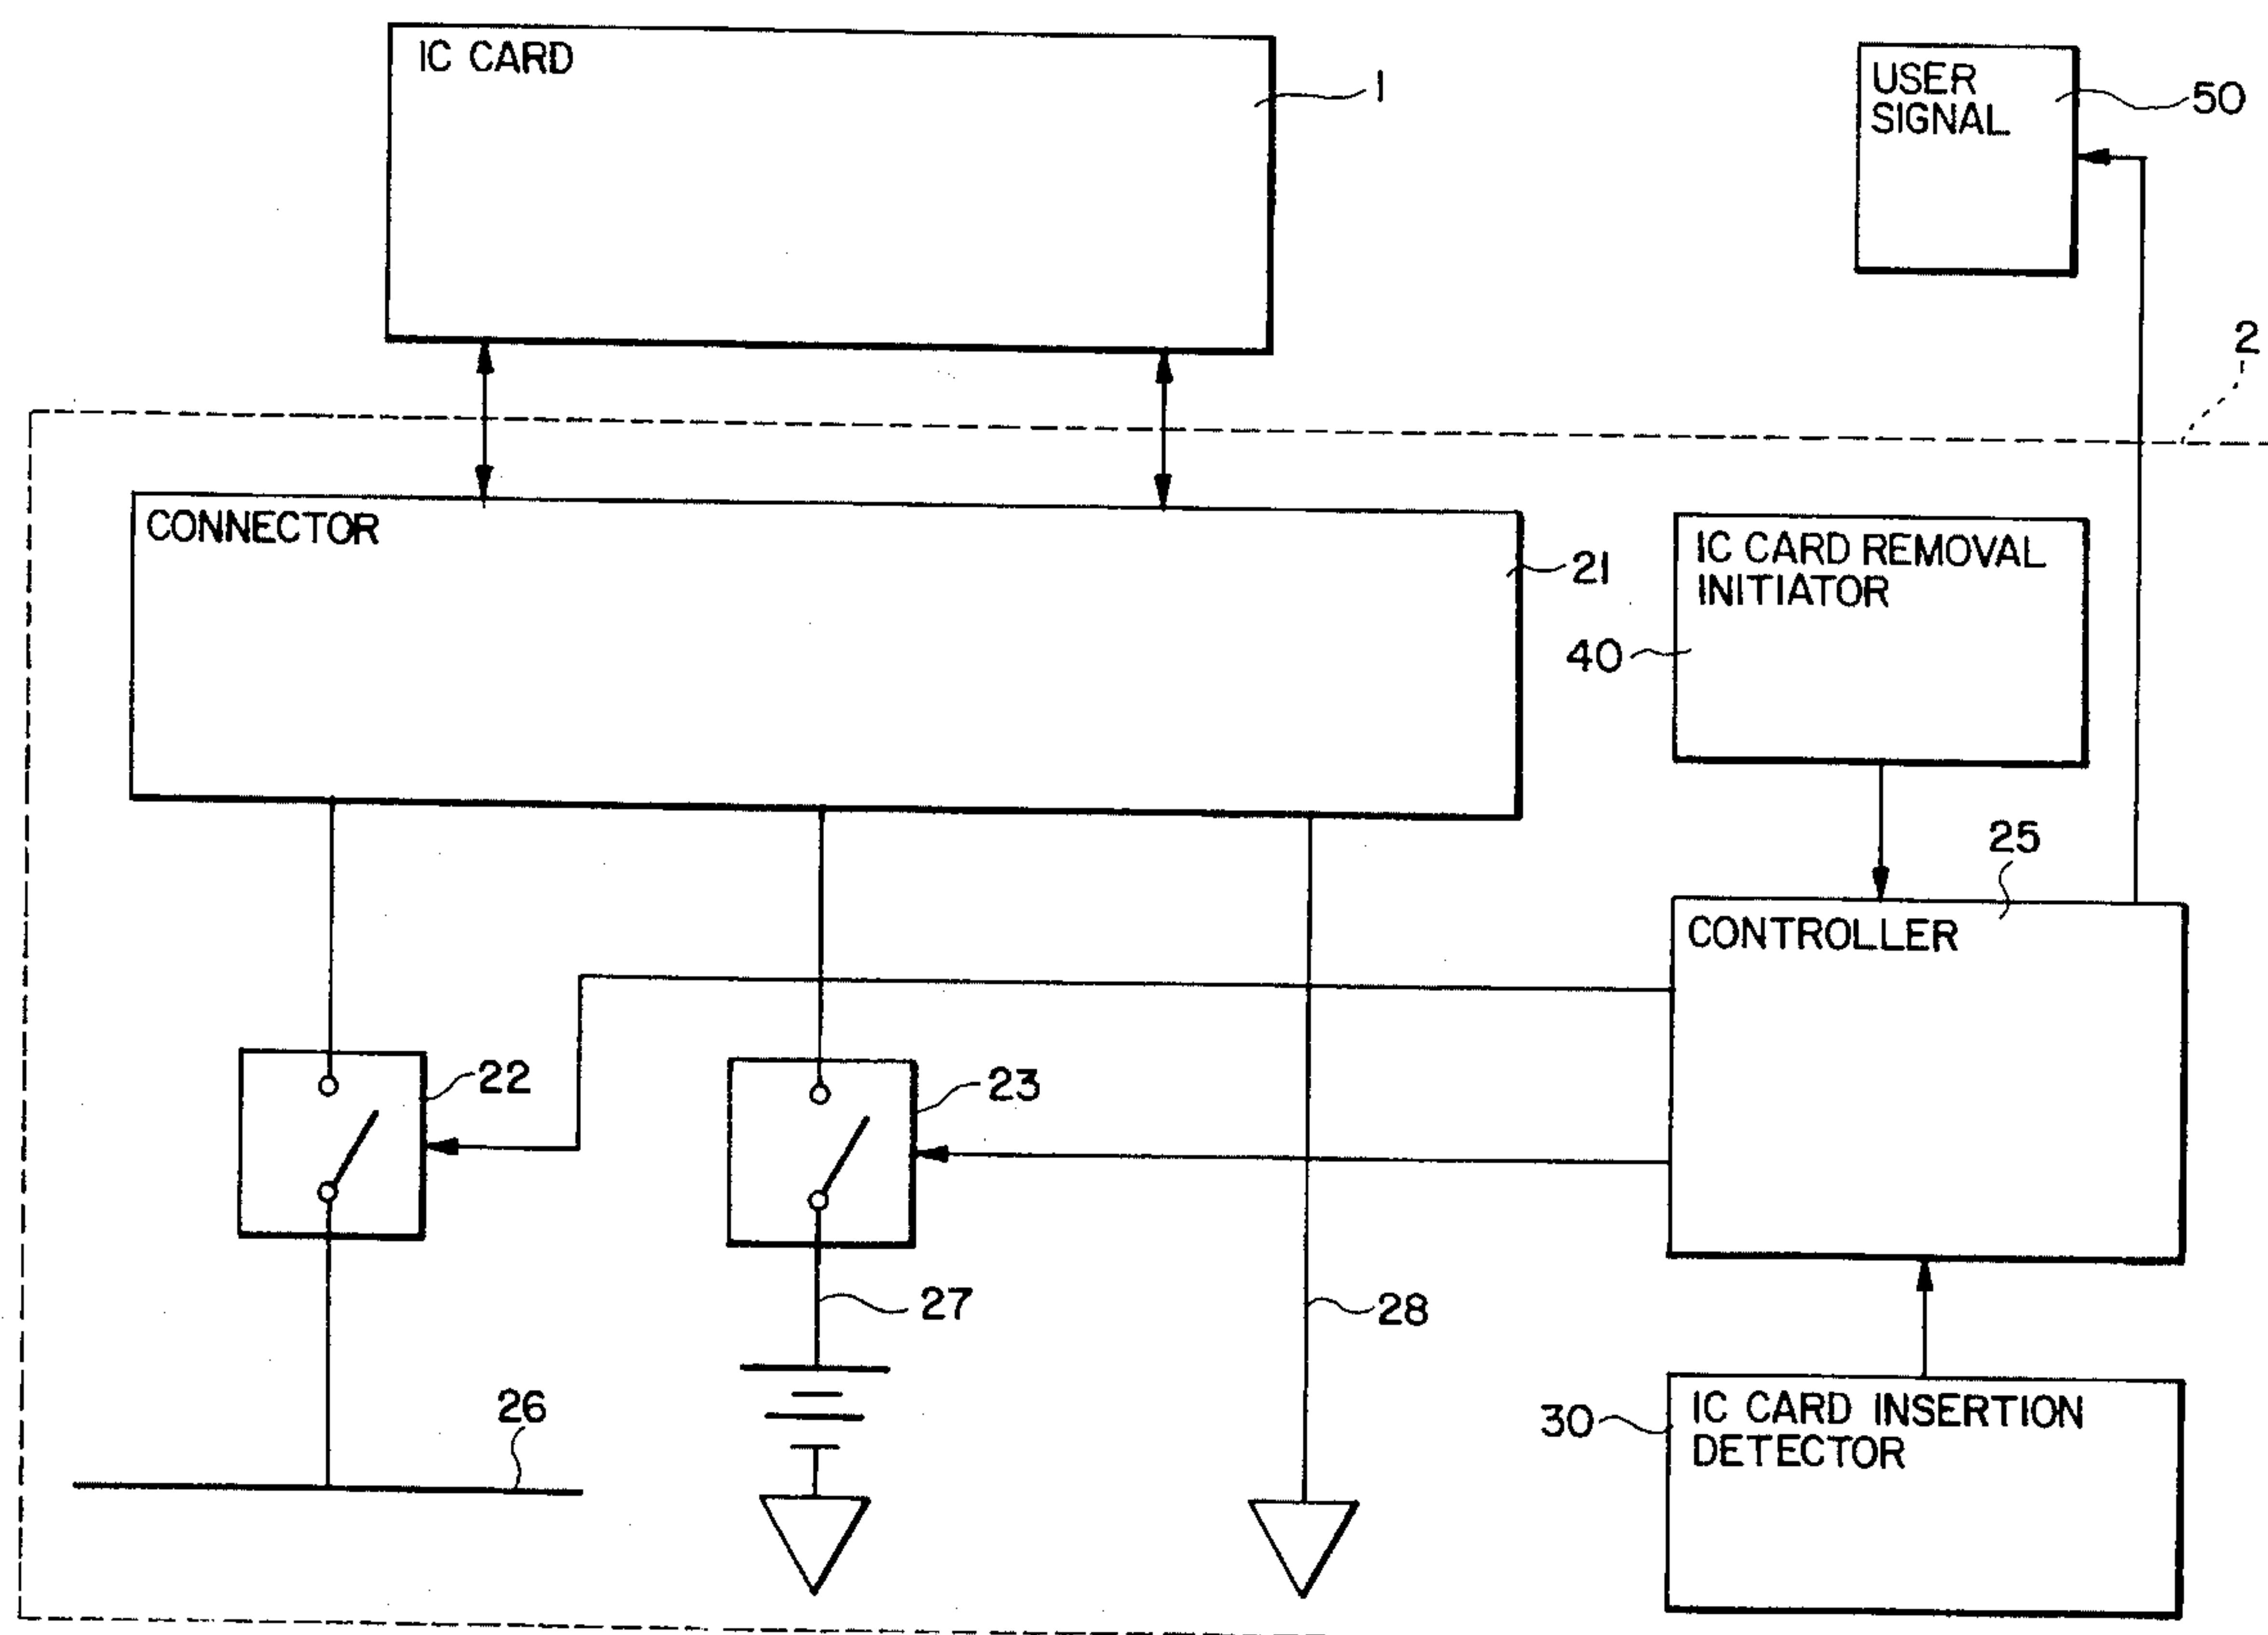 IC CARD
1
USER
SIGNAL
50
2
CONNECTOR
21
IC CARD REMOVAL
INITIATOR
40
25
CONTROLLER
22
23
27
28
26
30
IC CARD INSERTION
DETECTOR